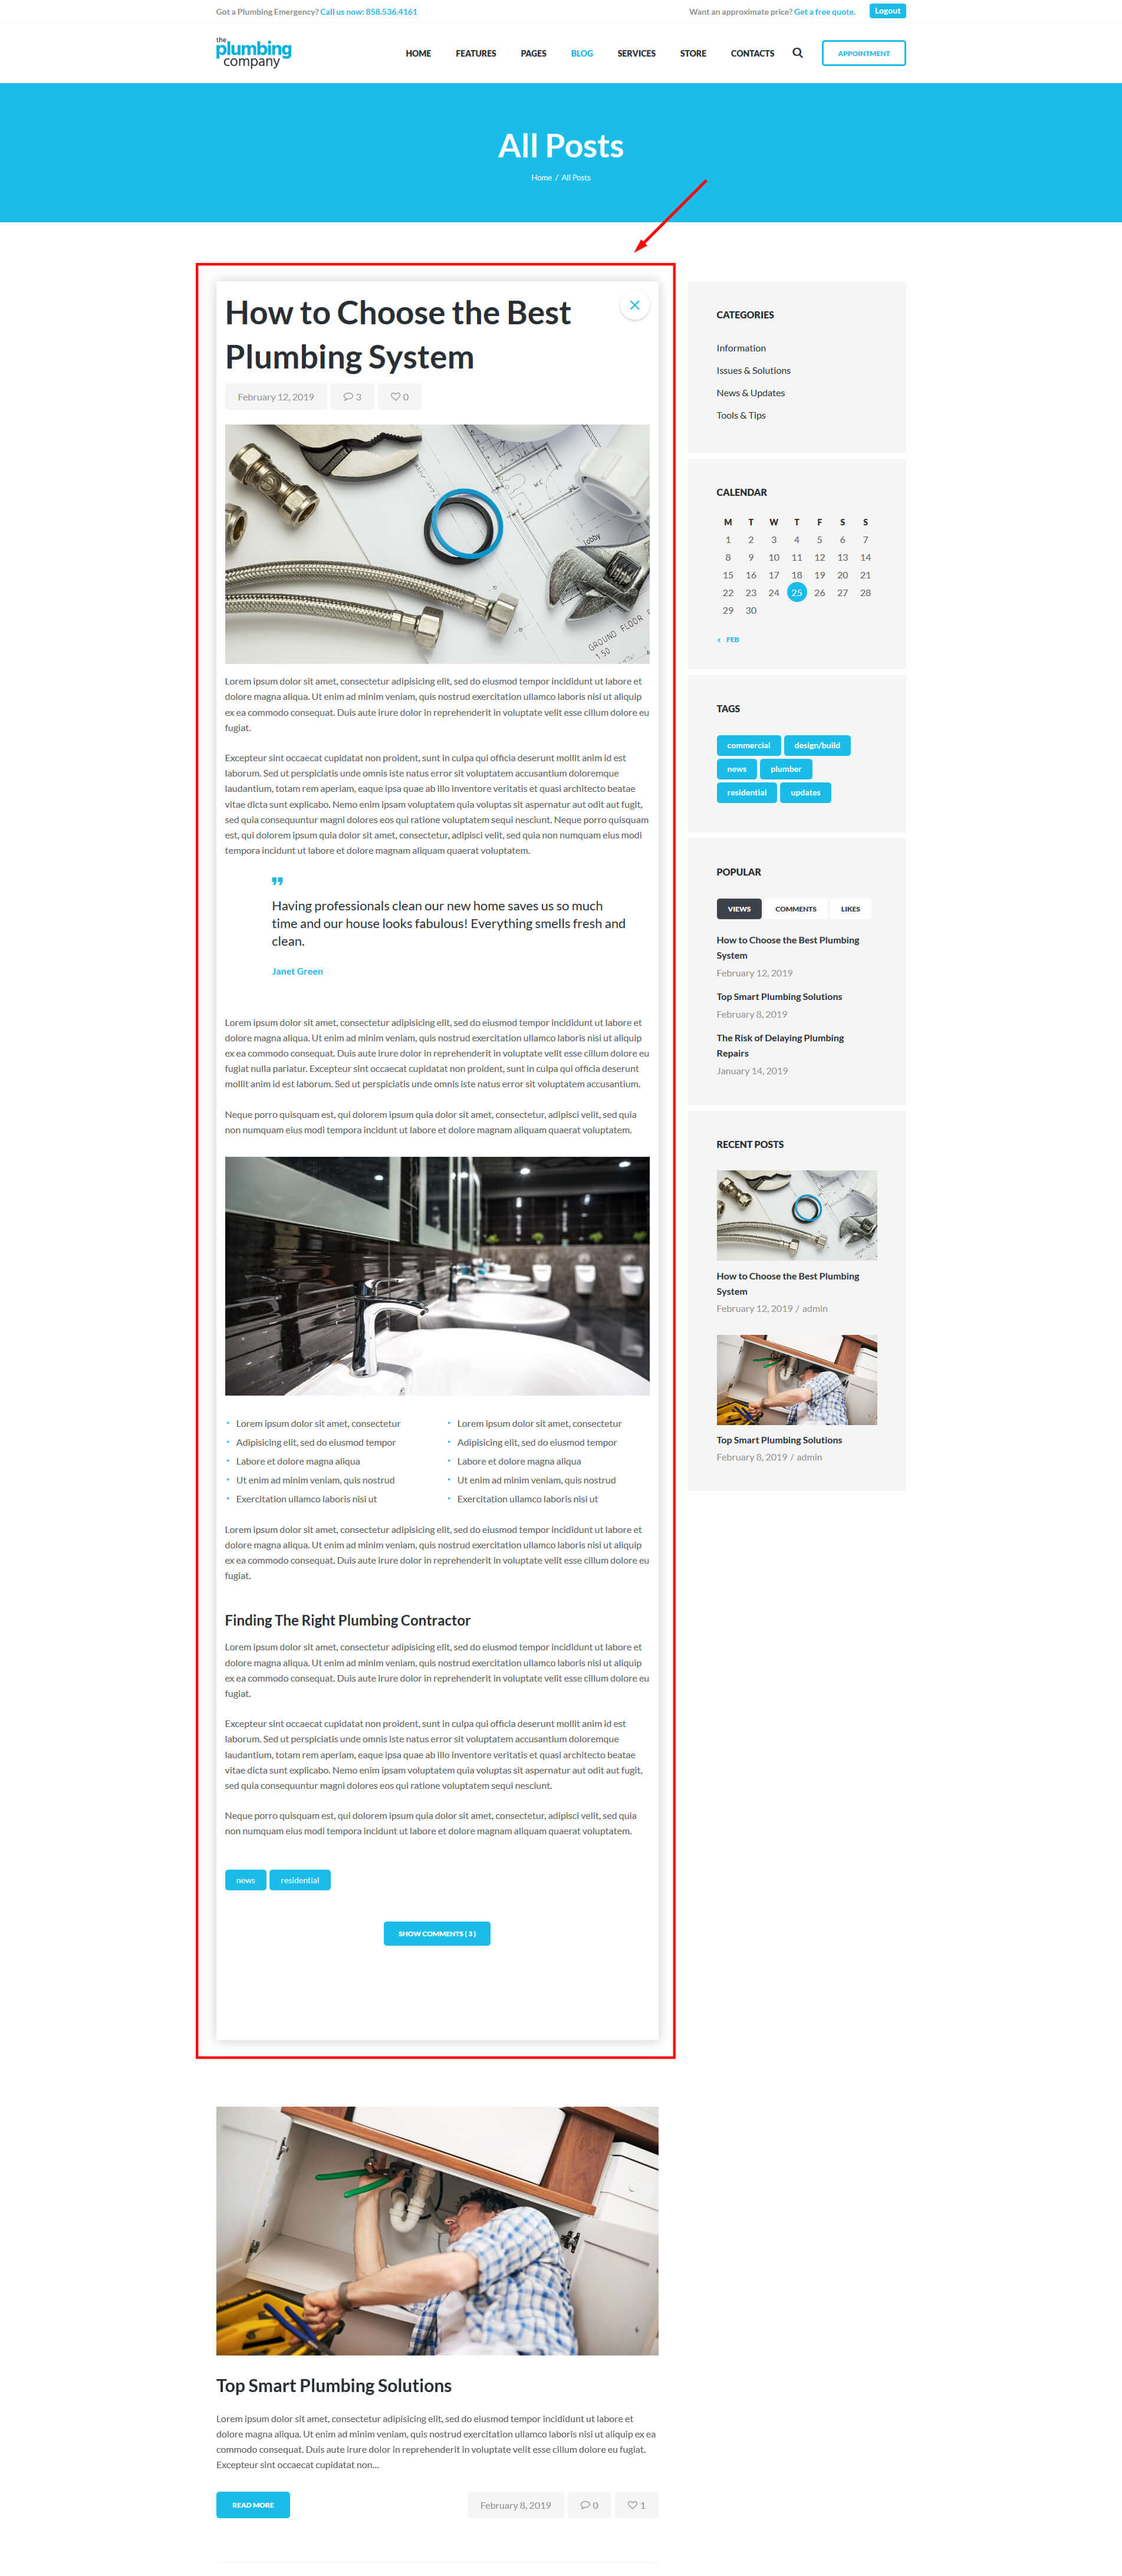 Got a Plumbing Emergency? Call us now: 858.536.4161
Want an approximate price? Get a free quote.
Logout
the
plumbing
company
HOME
FEATURES
PAGES
BLOG
SERVICES
STORE
CONTACTS
APPOINTMENT
All Posts
Home / All Posts
How to Choose the Best
Plumbing System
February 12, 2019
3
0
lobby
GROUND FLOOR
1.50
Lorem ipsum dolor sit amet, consectetur adipisicing elit, sed do eiusmod tempor incididunt ut labore et
dolore magna aliqua. Ut enim ad minim veniam, quis nostrud exercitation ullamco laboris nisi ut aliquip
ex ea commodo consequat. Duis aute irure dolor in reprehenderit in voluptate velit esse cillum dolore eu
fugiat.
Excepteur sint occaecat cupidatat non proident, sunt in culpa qui officia deserunt mollit anim id est
laborum. Sed ut perspiciatis unde omnis iste natus error sit voluptatem accusantium doloremque
laudantium, totam rem aperiam, eaque ipsa quae ab illo inventore veritatis et quasi architecto beatae
vitae dicta sunt explicabo. Nemo enim ipsam voluptatem quia voluptas sit aspernatur aut odit aut fugit,
sed quia consequuntur magni dolores eos qui ratione voluptatem sequi nesciunt. Neque porro quisquam
est, qui dolorem ipsum quia dolor sit amet, consectetur, adipisci velit, sed quia non numquam eius modi
tempora incidunt ut labore et dolore magnam aliquam quaerat voluptatem.
Having professionals clean our new home saves us so much
time and our house looks fabulous! Everything smells fresh and
clean.
Janet Green
Lorem ipsum dolor sit amet, consectetur adipisicing elit, sed do eiusmod tempor incididunt ut labore et
dolore magna aliqua. Ut enim ad minim veniam, quis nostrud exercitation ullamco laboris nisi ut aliquip
ex ea commodo consequat. Duis aute irure dolor in reprehenderit in voluptate velit esse cillum dolore eu
fugiat nulla pariatur. Excepteur sint occaecat cupidatat non proident, sunt in culpa qui officia deserunt
mollit anim id est laborum. Sed ut perspiciatis unde omnis iste natus error sit voluptatem accusantium.
Neque porro quisquam est, qui dolorem ipsum quia dolor sit amet, consectetur, adipisci velit, sed quia
non numquam eius modi tempora incidunt ut labore et dolore magnam aliquam quaerat voluptatem.
Lorem ipsum dolor sit amet, consectetur
Adipisicing elit, sed do eiusmod tempor
Labore et dolore magna aliqua
Ut enim ad minim veniam, quis nostrud
Exercitation ullamco laboris nisi ut
Lorem ipsum dolor sit amet, consectetur
Adipisicing elit, sed do eiusmod tempor
Labore et dolore magna aliqua
Ut enim ad minim veniam, quis nostrud
Exercitation ullamco laboris nisi ut
Lorem ipsum dolor sit amet, consectetur adipisicing elit, sed do eiusmod tempor incididunt ut labore et
dolore magna aliqua. Ut enim ad minim veniam, quis nostrud exercitation ullamco laboris nisi ut aliquip
ex ea commodo consequat. Duis aute irure dolor in reprehenderit in voluptate velit esse cillum dolore eu
fugiat.
Finding The Right Plumbing Contractor
Lorem ipsum dolor sit amet, consectetur adipisicing elit, sed do eiusmod tempor incididunt ut labore et
dolore magna aliqua. Ut enim ad minim veniam, quis nostrud exercitation ullamco laboris nisi ut aliquip
ex ea commodo consequat. Duis aute irure dolor in reprehenderit in voluptate velit esse cillum dolore eu
fugiat.
Excepteur sint occaecat cupidatat non proident, sunt in culpa qui officia deserunt mollit anim id est
laborum. Sed ut perspiciatis unde omnis iste natus error sit voluptatem accusantium doloremque
laudantium, totam rem aperiam, eaque ipsa quae ab illo inventore veritatis et quasi architecto beatae
vitae dicta sunt explicabo. Nemo enim ipsam voluptatem quia voluptas sit aspernatur aut odit aut fugit,
sed quia consequuntur magni dolores eos qui ratione voluptatem sequi nesciunt.
Neque porro quisquam est, qui dolorem ipsum quia dolor sit amet, consectetur, adipisci velit, sed quia
non numquam eius modi tempora incidunt ut labore et dolore magnam aliquam quaerat voluptatem.
news
residential
SHOW COMMENTS ( 3 )
Top Smart Plumbing Solutions
Lorem ipsum dolor sit amet, consectetur adipisicing elit, sed do eiusmod tempor incididunt ut labore et
dolore magna aliqua. Ut enim ad minim veniam, quis nostrud exercitation ullamco laboris nisi ut aliquip ex ea
commodo consequat. Duis aute irure dolor in reprehenderit in voluptate velit esse cillum dolore eu fugiat.
Excepteur sint occaecat cupidatat non…
READ MORE
February 8, 2019
0
1
CATEGORIES
Information
Issues & Solutions
News & Updates
Tools & Tips
CALENDAR
M T W T F S S
1 2 3 4 5 6 7
8 9 10 11 12 13 14
15 16 17 18 19 20 21
22 23 24 25 26 27 28
29 30
‹ FEB
TAGS
commercial
design/build
news
plumber
residential
updates
POPULAR
VIEWS
COMMENTS
LIKES
How to Choose the Best Plumbing
System
February 12, 2019
Top Smart Plumbing Solutions
February 8, 2019
The Risk of Delaying Plumbing
Repairs
January 14, 2019
RECENT POSTS
How to Choose the Best Plumbing
System
February 12, 2019 / admin
Top Smart Plumbing Solutions
February 8, 2019 / admin